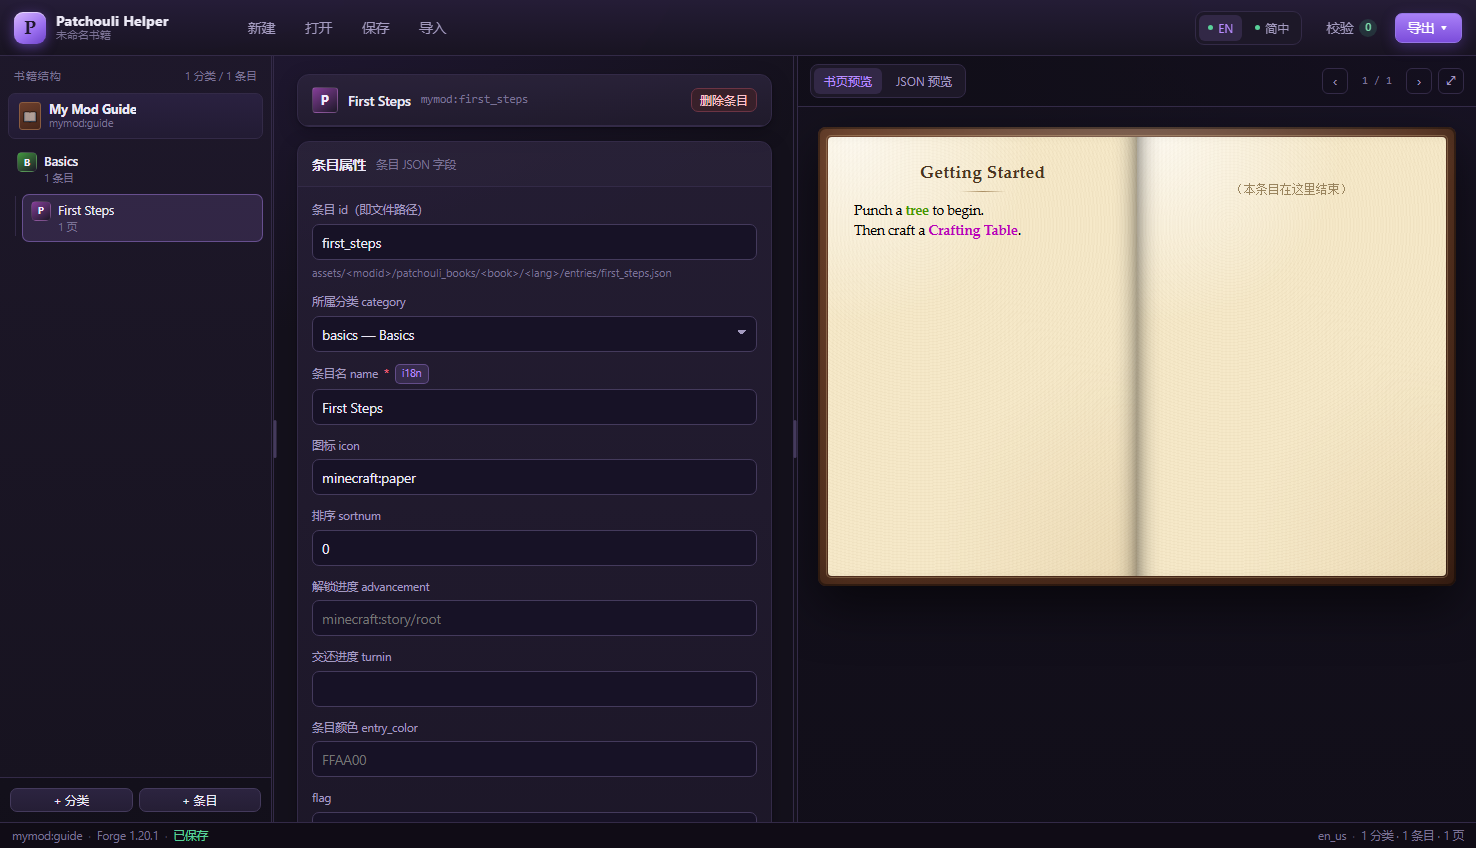 P
Patchouli Helper
未命名书籍
新建
打开
保存
导入
EN
简中
校验 0
导出
书籍结构
1 分类 / 1 条目
My Mod Guide
mymod:guide
B
Basics
1 条目
P
First Steps
1 页
+ 分类
+ 条目
P
First Steps
mymod:first_steps
删除条目
条目属性
条目 JSON 字段
条目 id（即文件路径）
first_steps
assets/<modid>/patchouli_books/<book>/<lang>/entries/first_steps.json
所属分类 category
basics — Basics
条目名 name * i18n
First Steps
图标 icon
minecraft:paper
排序 sortnum
0
解锁进度 advancement
minecraft:story/root
交还进度 turnin
条目颜色 entry_color
FFAA00
flag
书页预览
JSON 预览
‹
1 / 1
›
Getting Started
Punch a tree to begin.
Then craft a Crafting Table.
（本条目在这里结束）
mymod:guide · Forge 1.20.1 · 已保存
en_us · 1 分类 · 1 条目 · 1 页